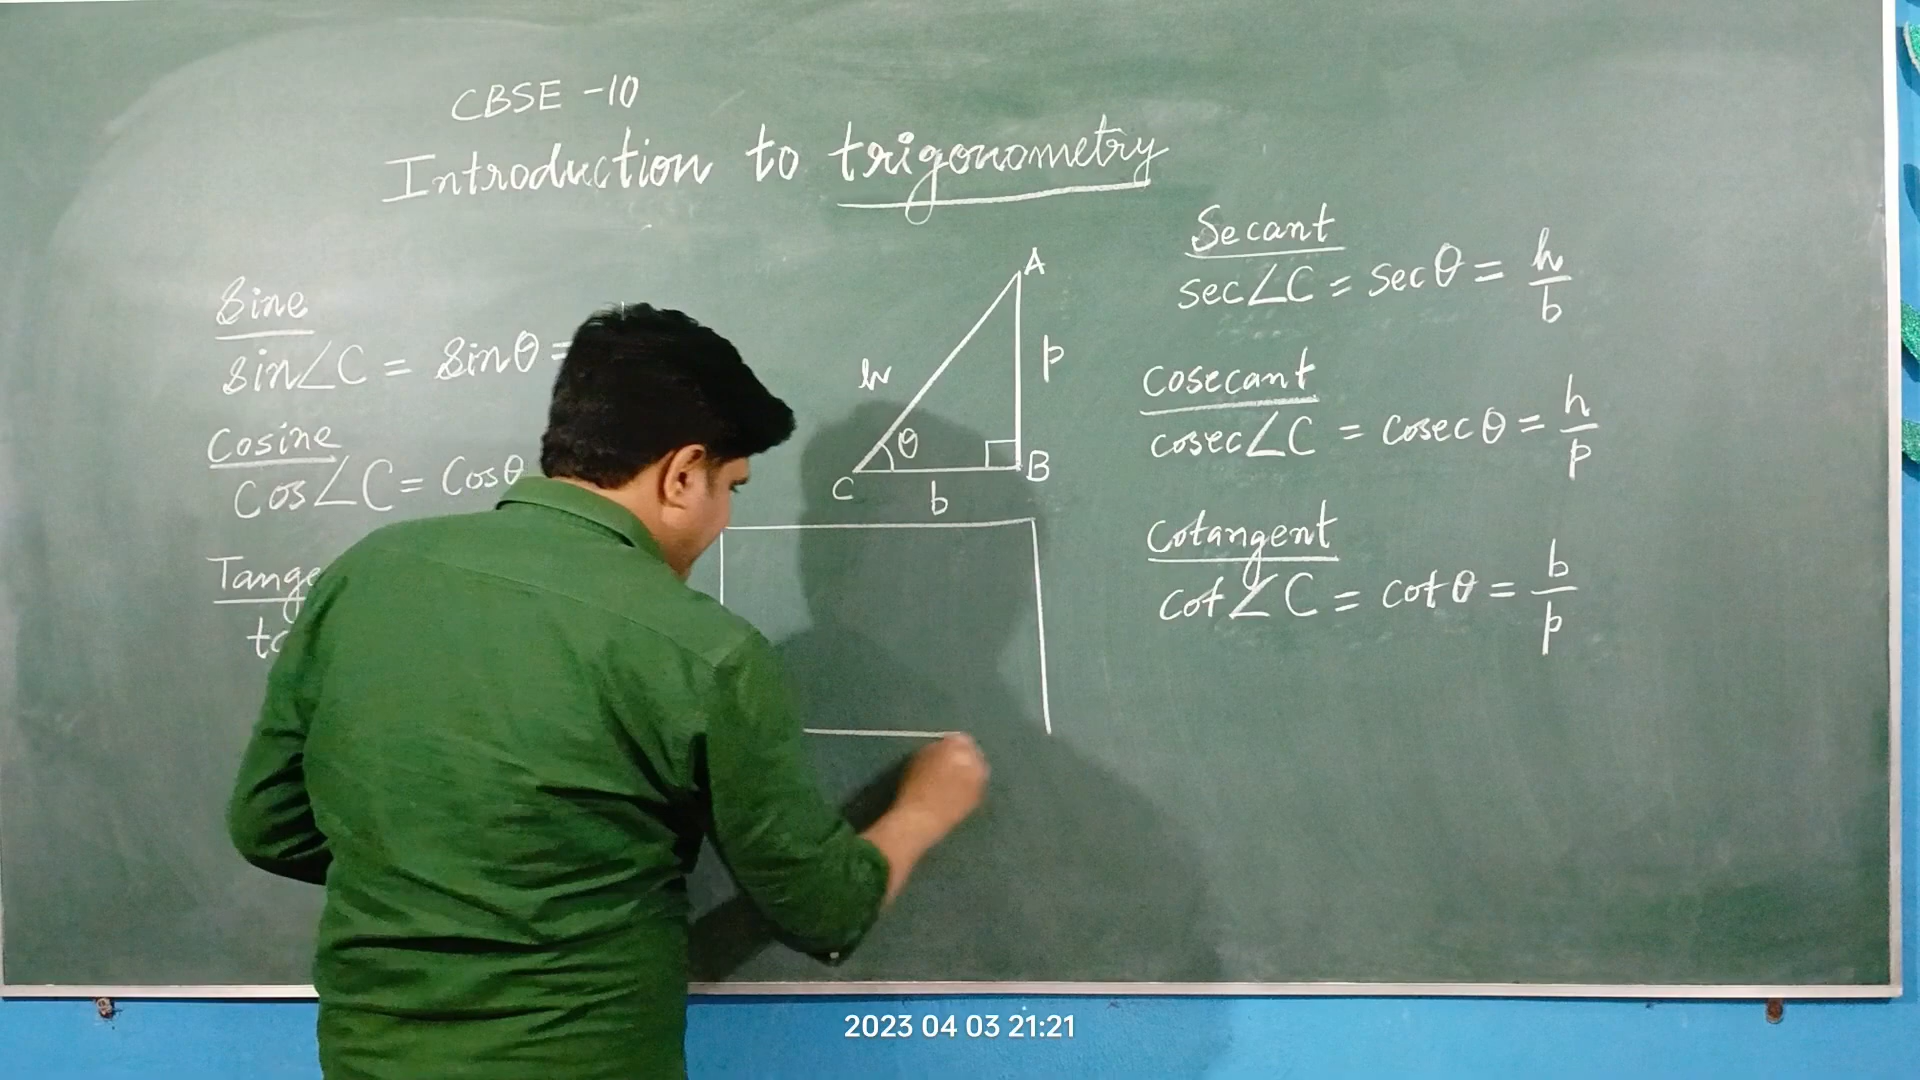 CBSE -10
Introduction to trigonometry
Sine
sin∠C = sinθ =
Cosine
Cos∠C = Cosθ
A
h
p
θ
C
b
B
Secant
sec∠C = secθ = h/b
Cosecant
cosec∠C = cosecθ = h/p
Cotangent
cot∠C = cotθ = b/p
2023 04 03 21:21